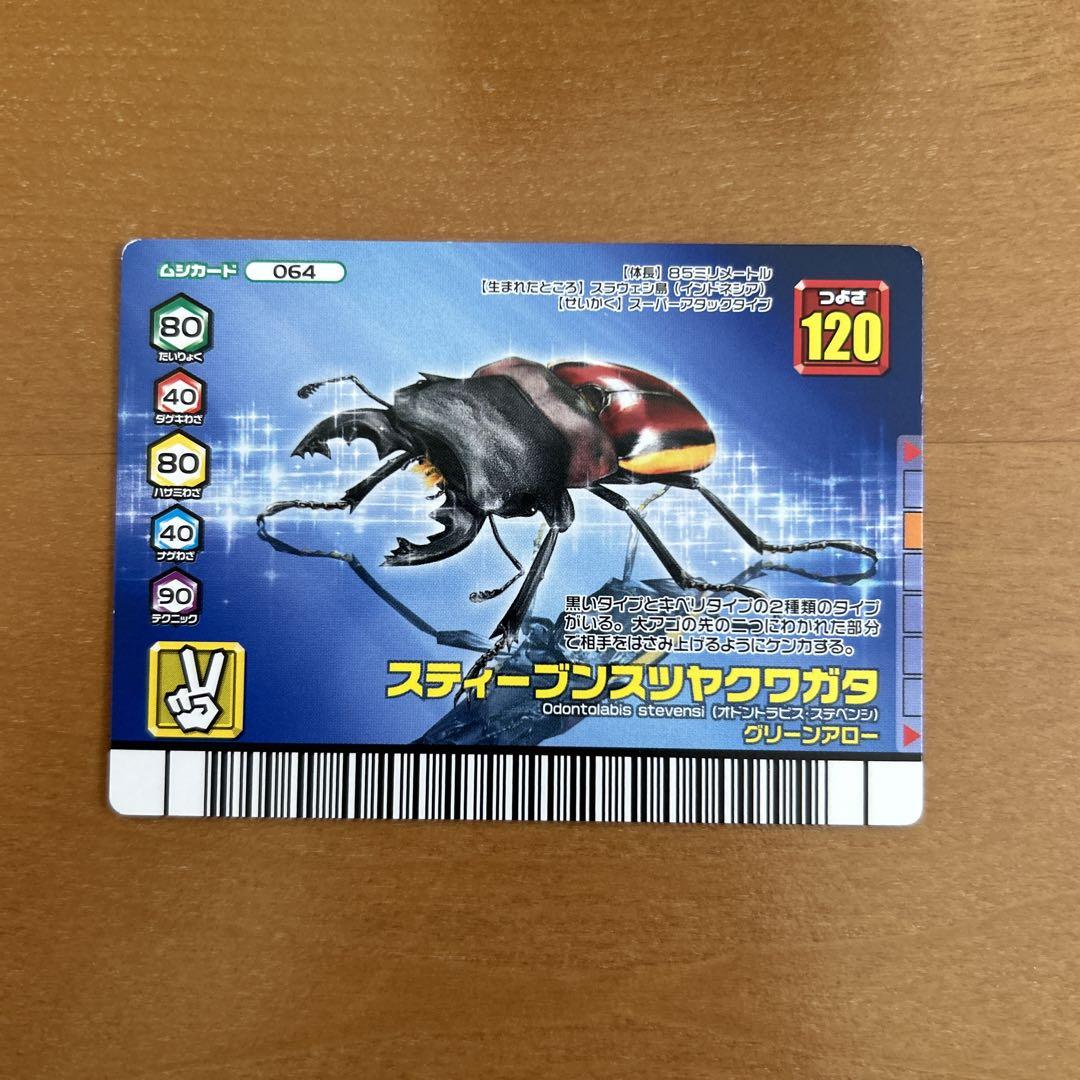 ムシカード 064
【体長】85ミリメートル
【生まれたところ】スラウェシ島（インドネシア）
【せいかく】スーパーアタックタイプ
つよさ
120
80
たいりょく
40
ダゲキわざ
80
ハサミわざ
40
ナゲわざ
90
テクニック
黒いタイプとキベリタイプの2種類のタイプ
がいる。大アゴの先の二つにわかれた部分
で相手をはさみ上げるようにケンカする。
スティーブンスツヤクワガタ
Odontolabis stevensi（オドントラビス・ステベンシ）
グリーンアロー